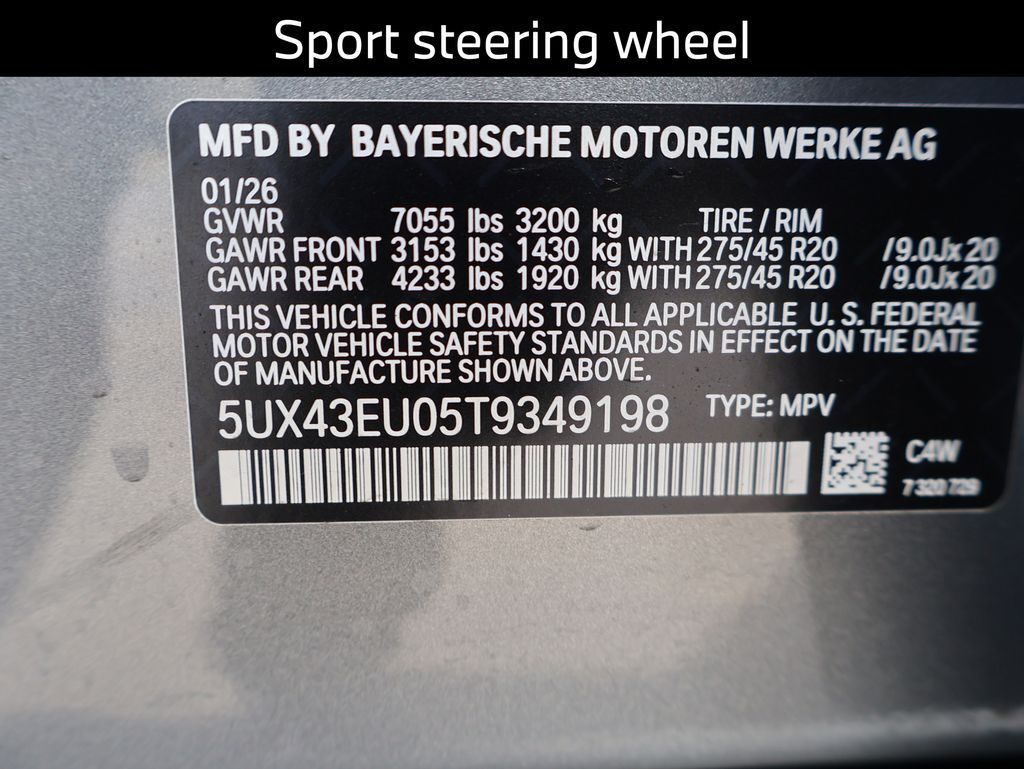 Sport steering wheel
MFD BY BAYERISCHE MOTOREN WERKE AG
01/26
GVWR 7055 lbs 3200 kg TIRE / RIM
GAWR FRONT 3153 lbs 1430 kg WITH 275/45 R20 /9.0Jx20
GAWR REAR 4233 lbs 1920 kg WITH 275/45 R20 /9.0Jx20
THIS VEHICLE CONFORMS TO ALL APPLICABLE U. S. FEDERAL
MOTOR VEHICLE SAFETY STANDARDS IN EFFECT ON THE DATE
OF MANUFACTURE SHOWN ABOVE.
5UX43EU05T9349198 TYPE: MPV
C4W
7 320 729